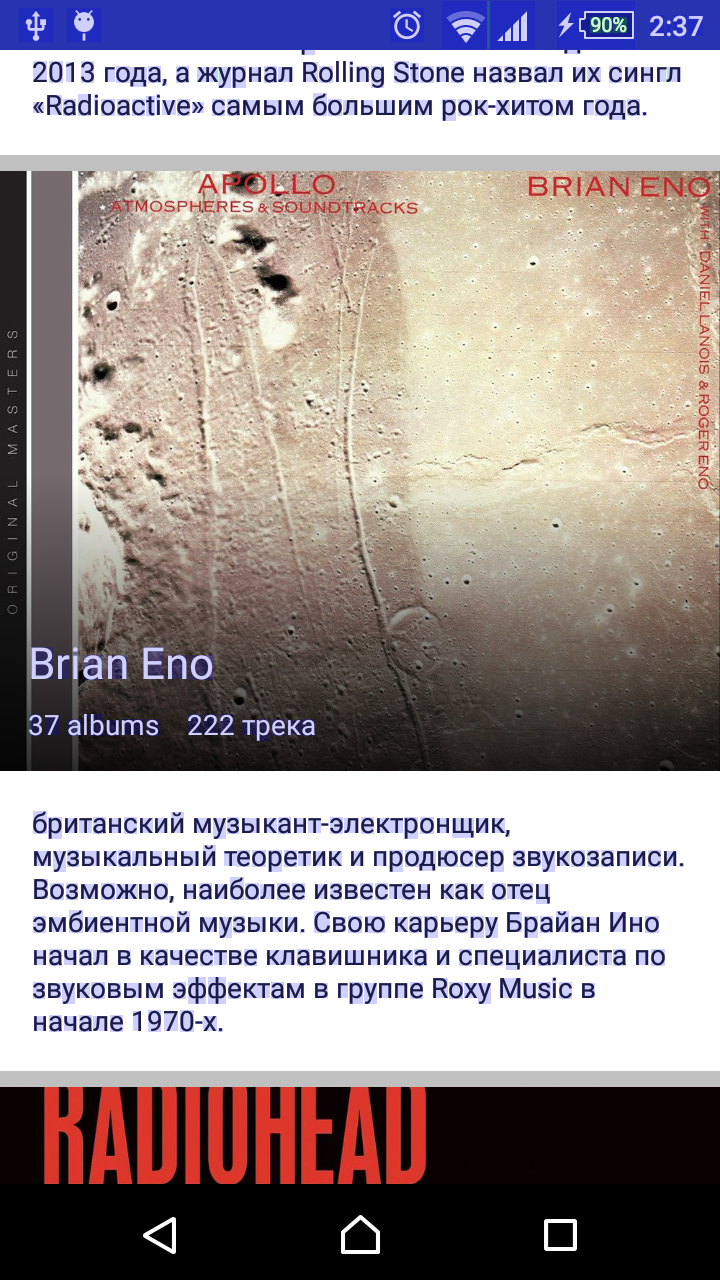 90% 2:37
2013 года, а журнал Rolling Stone назвал их сингл
«Radioactive» самым большим рок-хитом года.
APOLLO
ATMOSPHERES & SOUNDTRACKS
BRIAN ENO
WITH DANIEL LANOIS & ROGER ENO
ORIGINAL MASTERS
Brian Eno
37 albums 222 трека
британский музыкант-электронщик,
музыкальный теоретик и продюсер звукозаписи.
Возможно, наиболее известен как отец
эмбиентной музыки. Свою карьеру Брайан Ино
начал в качестве клавишника и специалиста по
звуковым эффектам в группе Roxy Music в
начале 1970-х.
RADIOHEAD